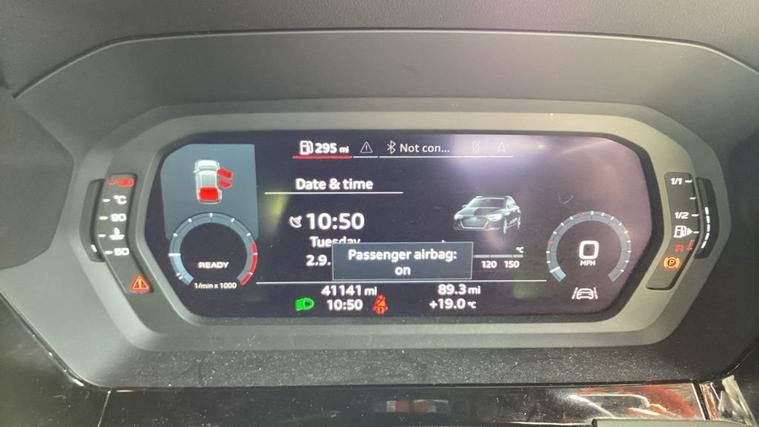 295 mi
Not con...
Date & time
10:50
Tuesday
2.9.
Passenger airbag:
on
°C
120 150
41141 mi
89.3 mi
10:50
+19.0 °C
°C
90
50
READY
1/min x 1000
0
MPH
1/1
1/2